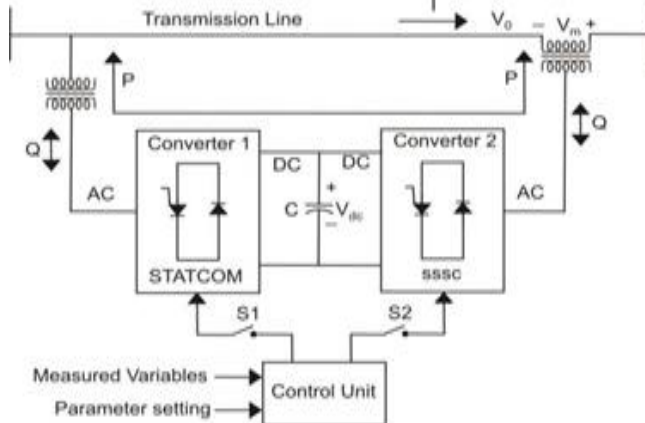 Transmission Line
I
V₀
− Vm +
P
P
Q
Q
Converter 1
Converter 2
DC
DC
AC
AC
+
C
Vdc
−
STATCOM
sssc
S1
S2
Measured Variables
Control Unit
Parameter setting